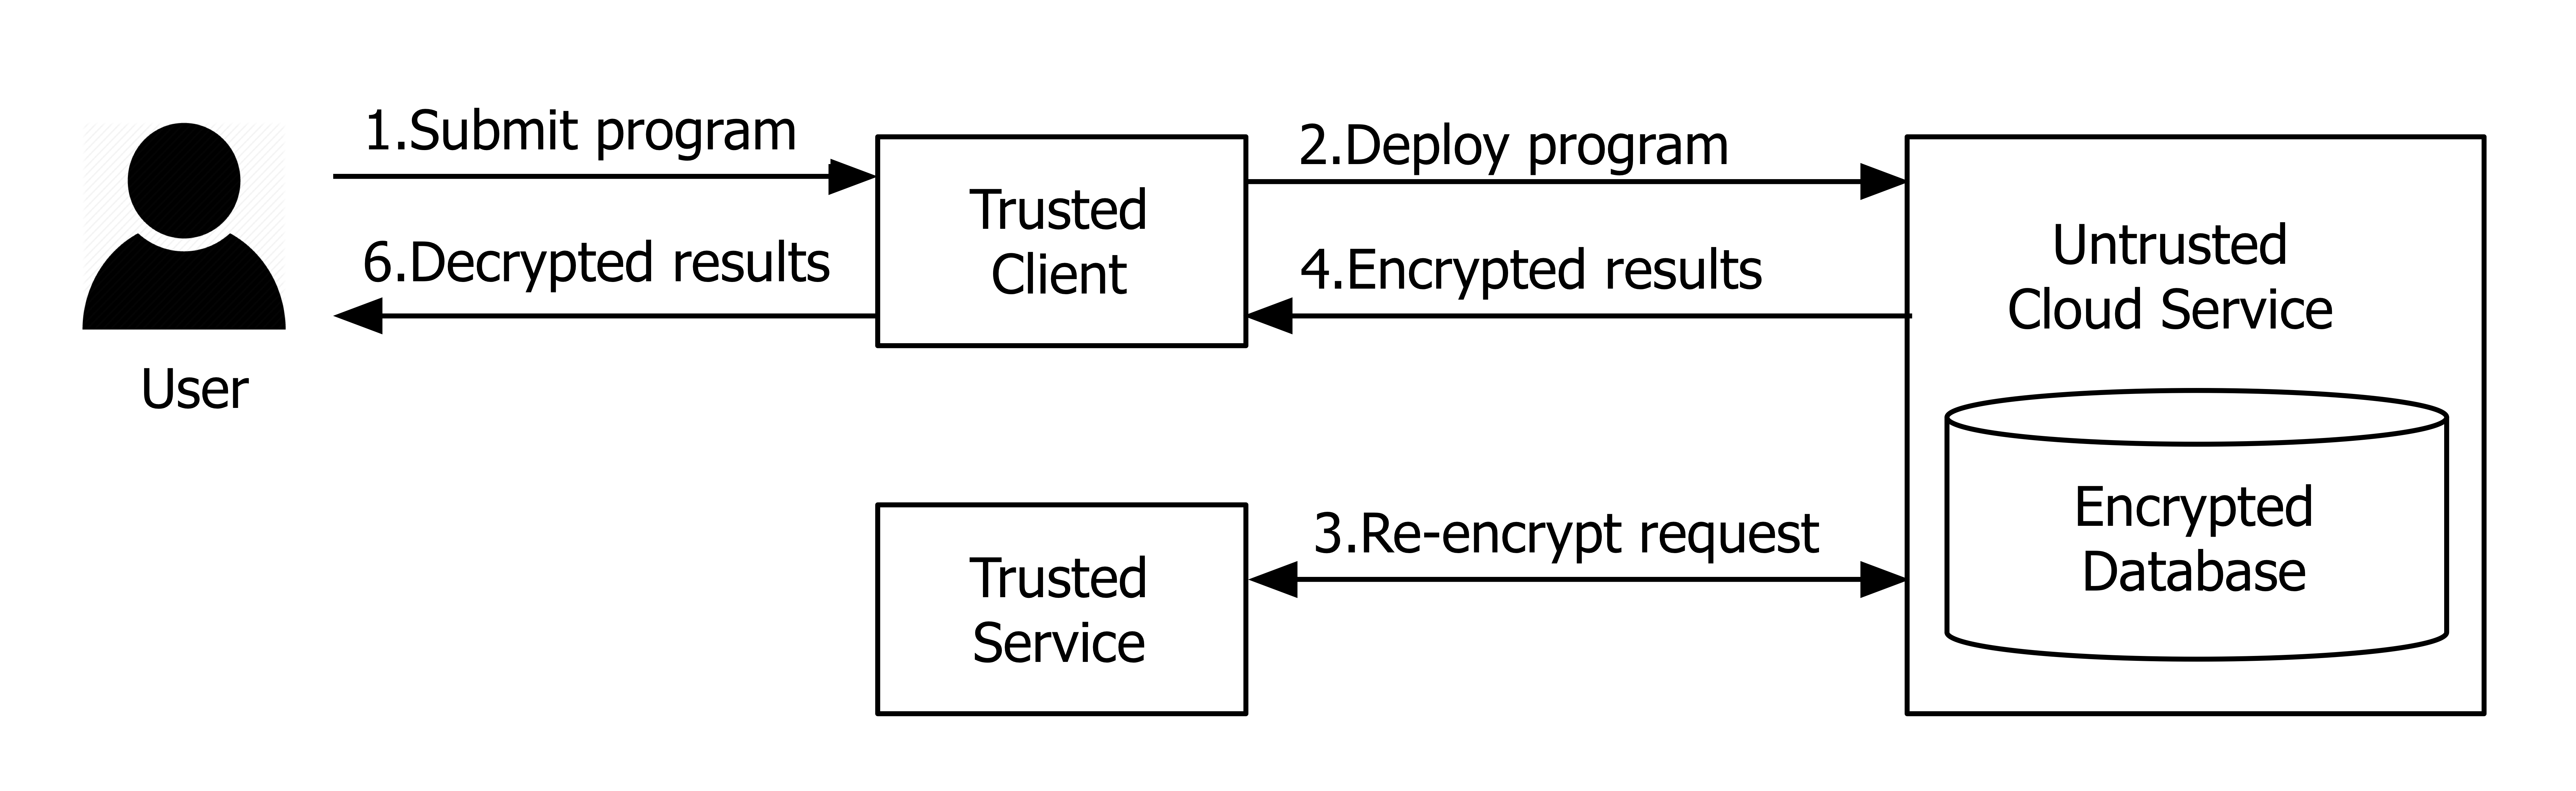 1.Submit program
2.Deploy program
Trusted
Client
Untrusted
Cloud Service
6.Decrypted results
4.Encrypted results
User
Encrypted
Database
3.Re-encrypt request
Trusted
Service